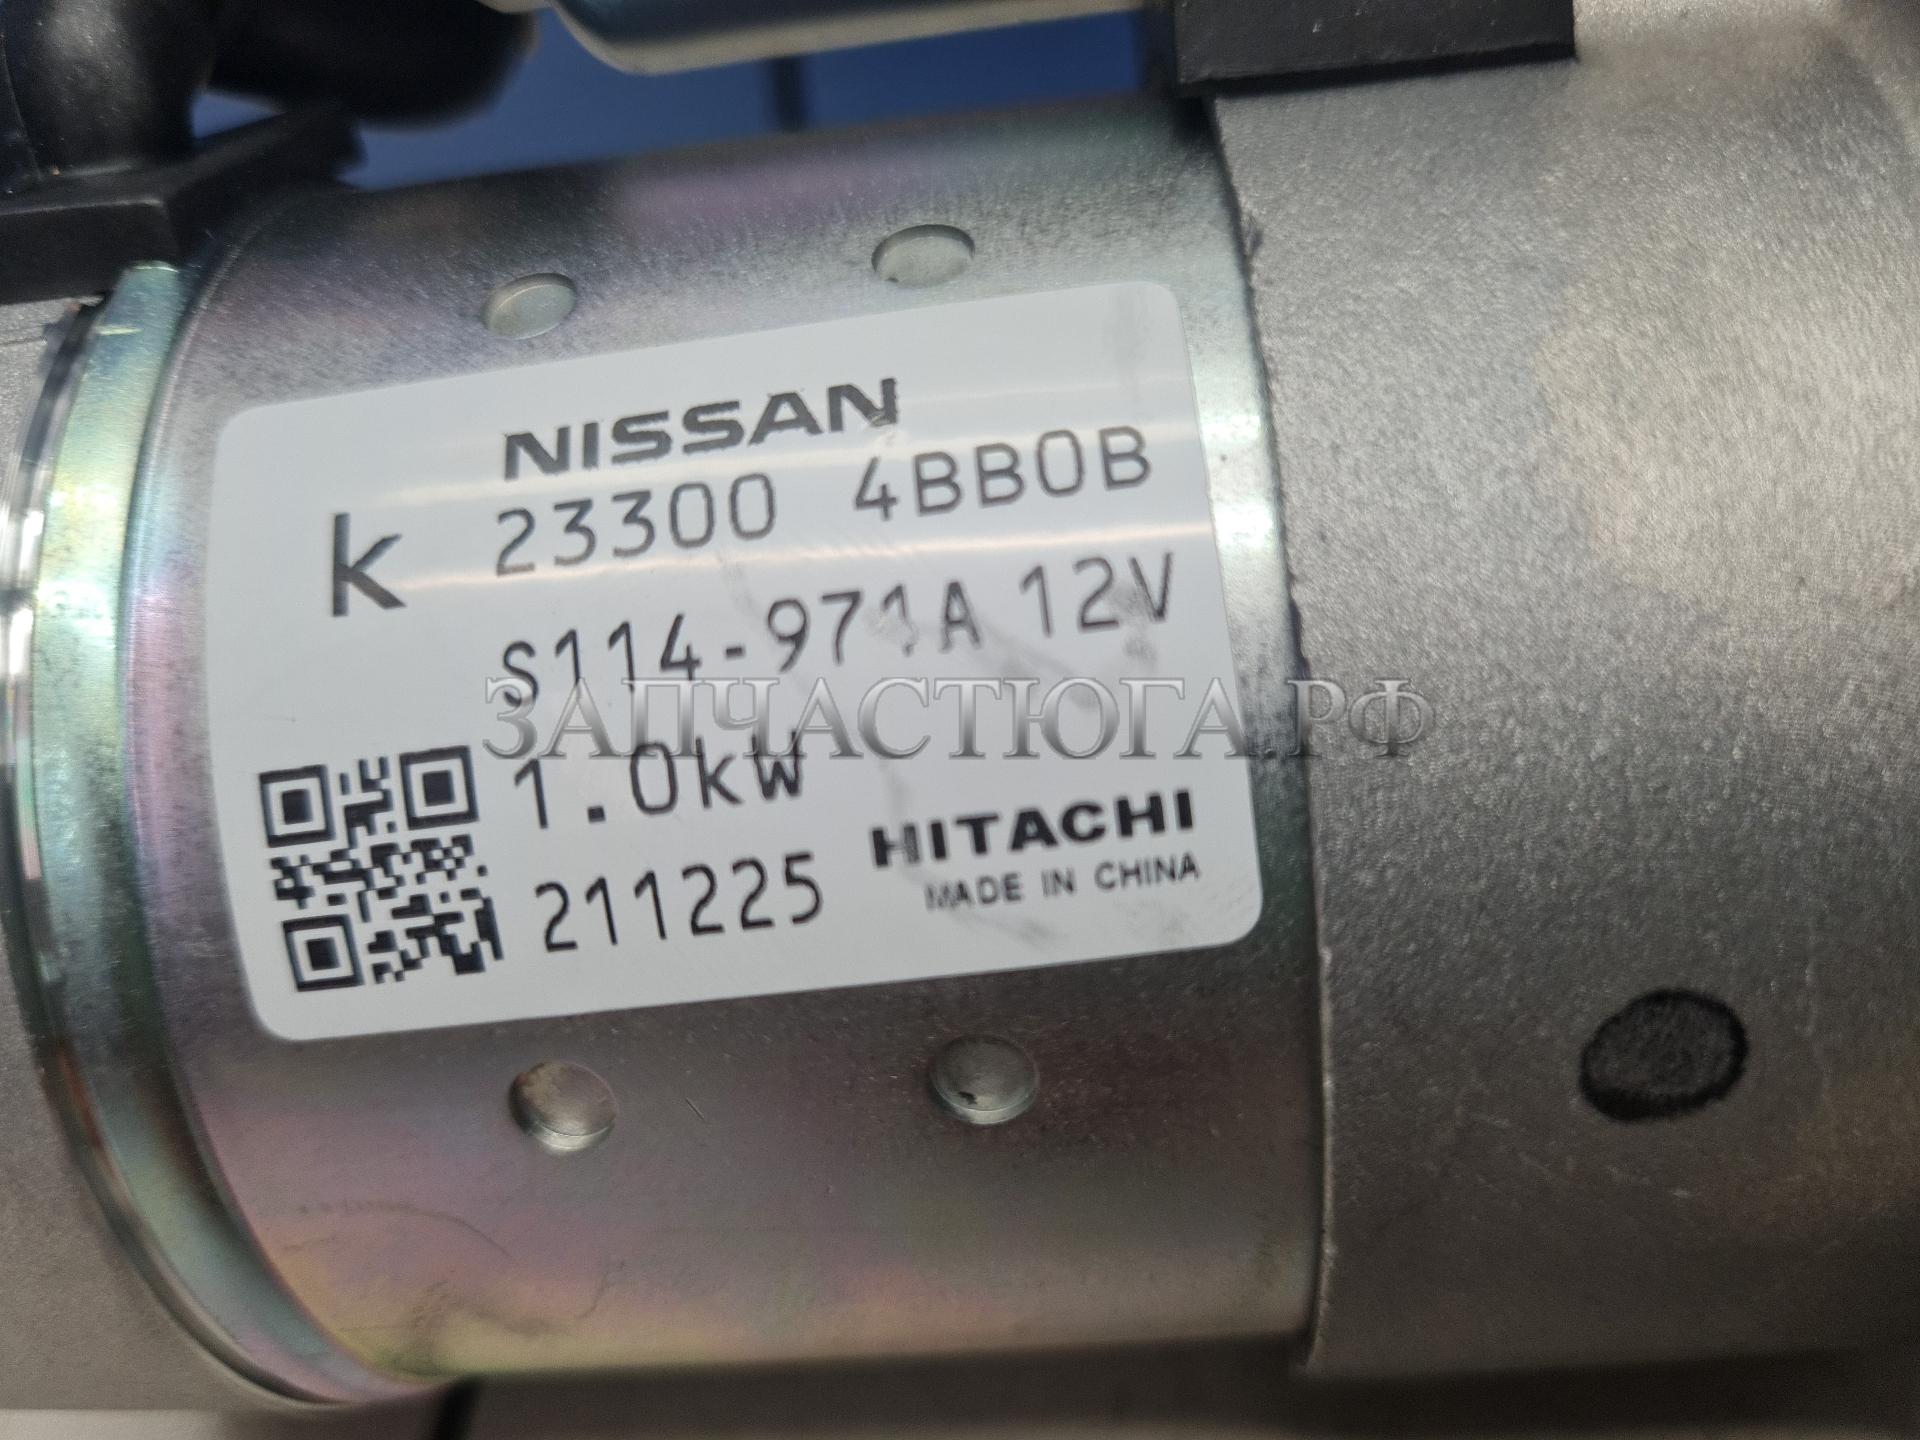 NISSAN
K 23300 4BB0B
S114-971A 12V
ЗАПЧАСТЮГА.РФ
1.0kW
HITACHI
211225
MADE IN CHINA